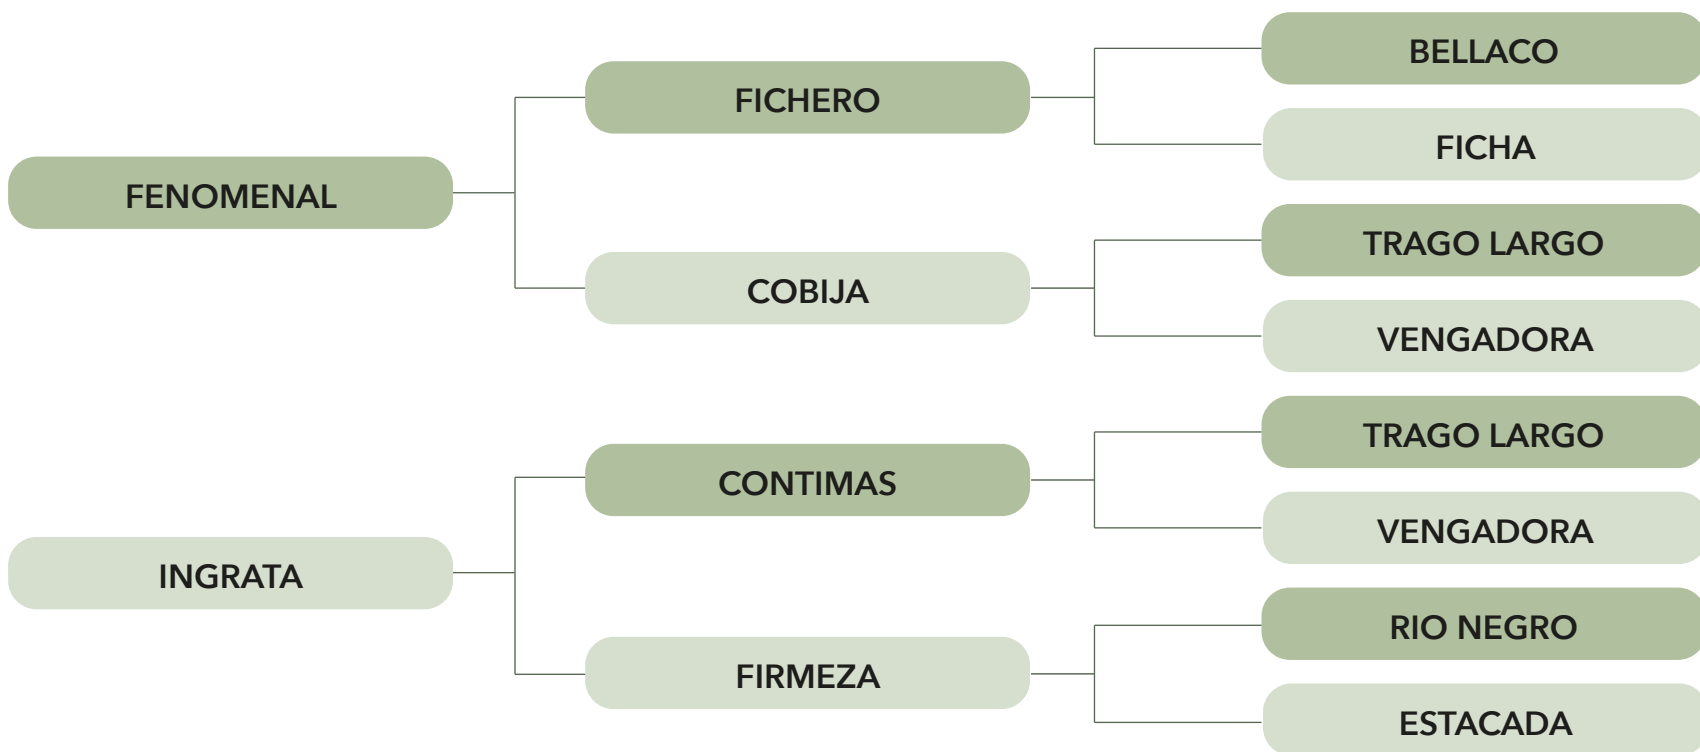 BELLACO
FICHERO
FICHA
FENOMENAL
TRAGO LARGO
COBIJA
VENGADORA
TRAGO LARGO
CONTIMAS
VENGADORA
INGRATA
RIO NEGRO
FIRMEZA
ESTACADA